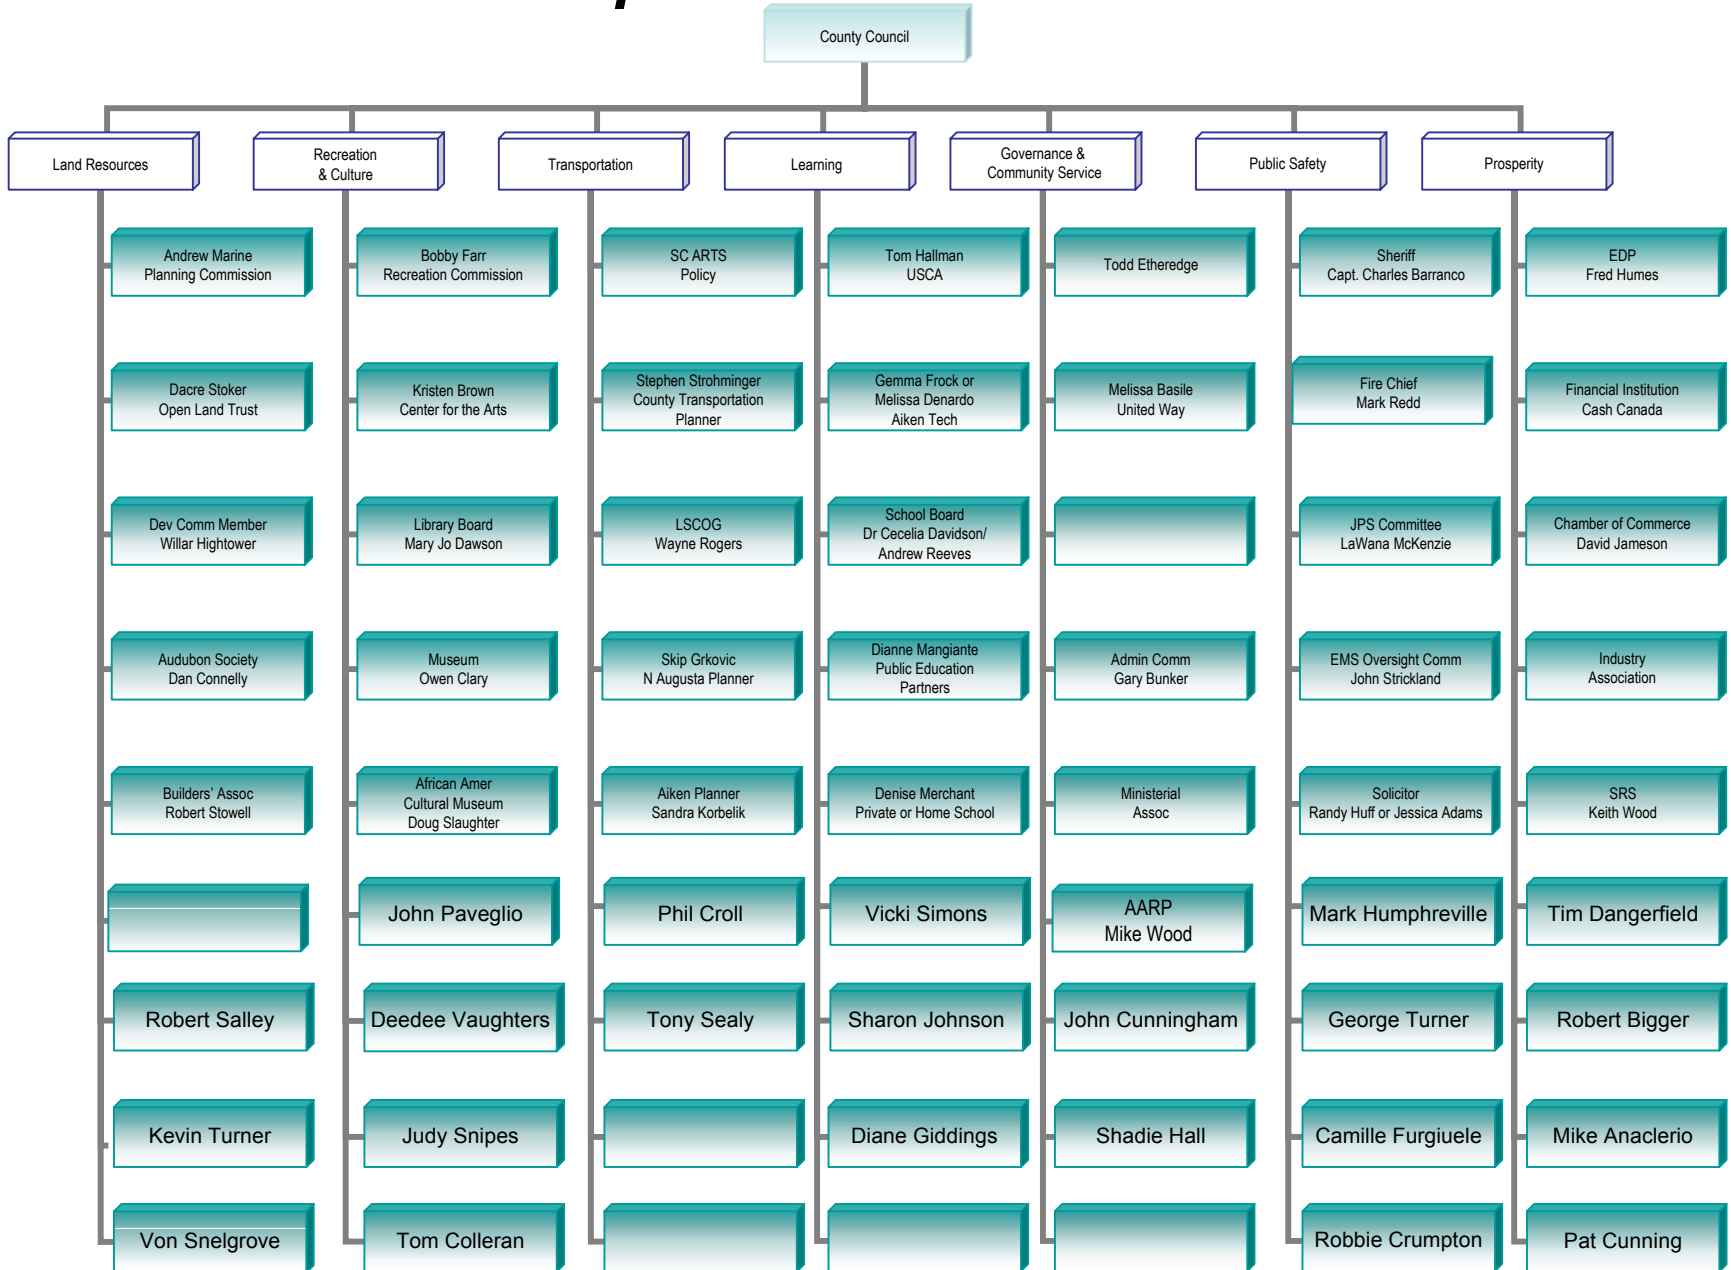 County Council
Land Resources
Recreation
& Culture
Transportation
Learning
Governance &
Community Service
Public Safety
Prosperity
Andrew Marine
Planning Commission
Bobby Farr
Recreation Commission
SC ARTS
Policy
Tom Hallman
USCA
Todd Etheredge
Sheriff
Capt. Charles Barranco
EDP
Fred Humes
Dacre Stoker
Open Land Trust
Kristen Brown
Center for the Arts
Stephen Strohminger
County Transportation
Planner
Gemma Frock or
Melissa Denardo
Aiken Tech
Melissa Basile
United Way
Fire Chief
Mark Redd
Financial Institution
Cash Canada
Dev Comm Member
Willar Hightower
Library Board
Mary Jo Dawson
LSCOG
Wayne Rogers
School Board
Dr Cecelia Davidson/
Andrew Reeves
JPS Committee
LaWana McKenzie
Chamber of Commerce
David Jameson
Audubon Society
Dan Connelly
Museum
Owen Clary
Skip Grkovic
N Augusta Planner
Dianne Mangiante
Public Education
Partners
Admin Comm
Gary Bunker
EMS Oversight Comm
John Strickland
Industry
Association
Builders' Assoc
Robert Stowell
African Amer
Cultural Museum
Doug Slaughter
Aiken Planner
Sandra Korbelik
Denise Merchant
Private or Home School
Ministerial
Assoc
Solicitor
Randy Huff or Jessica Adams
SRS
Keith Wood
John Paveglio
Phil Croll
Vicki Simons
AARP
Mike Wood
Mark Humphreville
Tim Dangerfield
Robert Salley
Deedee Vaughters
Tony Sealy
Sharon Johnson
John Cunningham
George Turner
Robert Bigger
Kevin Turner
Judy Snipes
Diane Giddings
Shadie Hall
Camille Furgiuele
Mike Anaclerio
Von Snelgrove
Tom Colleran
Robbie Crumpton
Pat Cunning